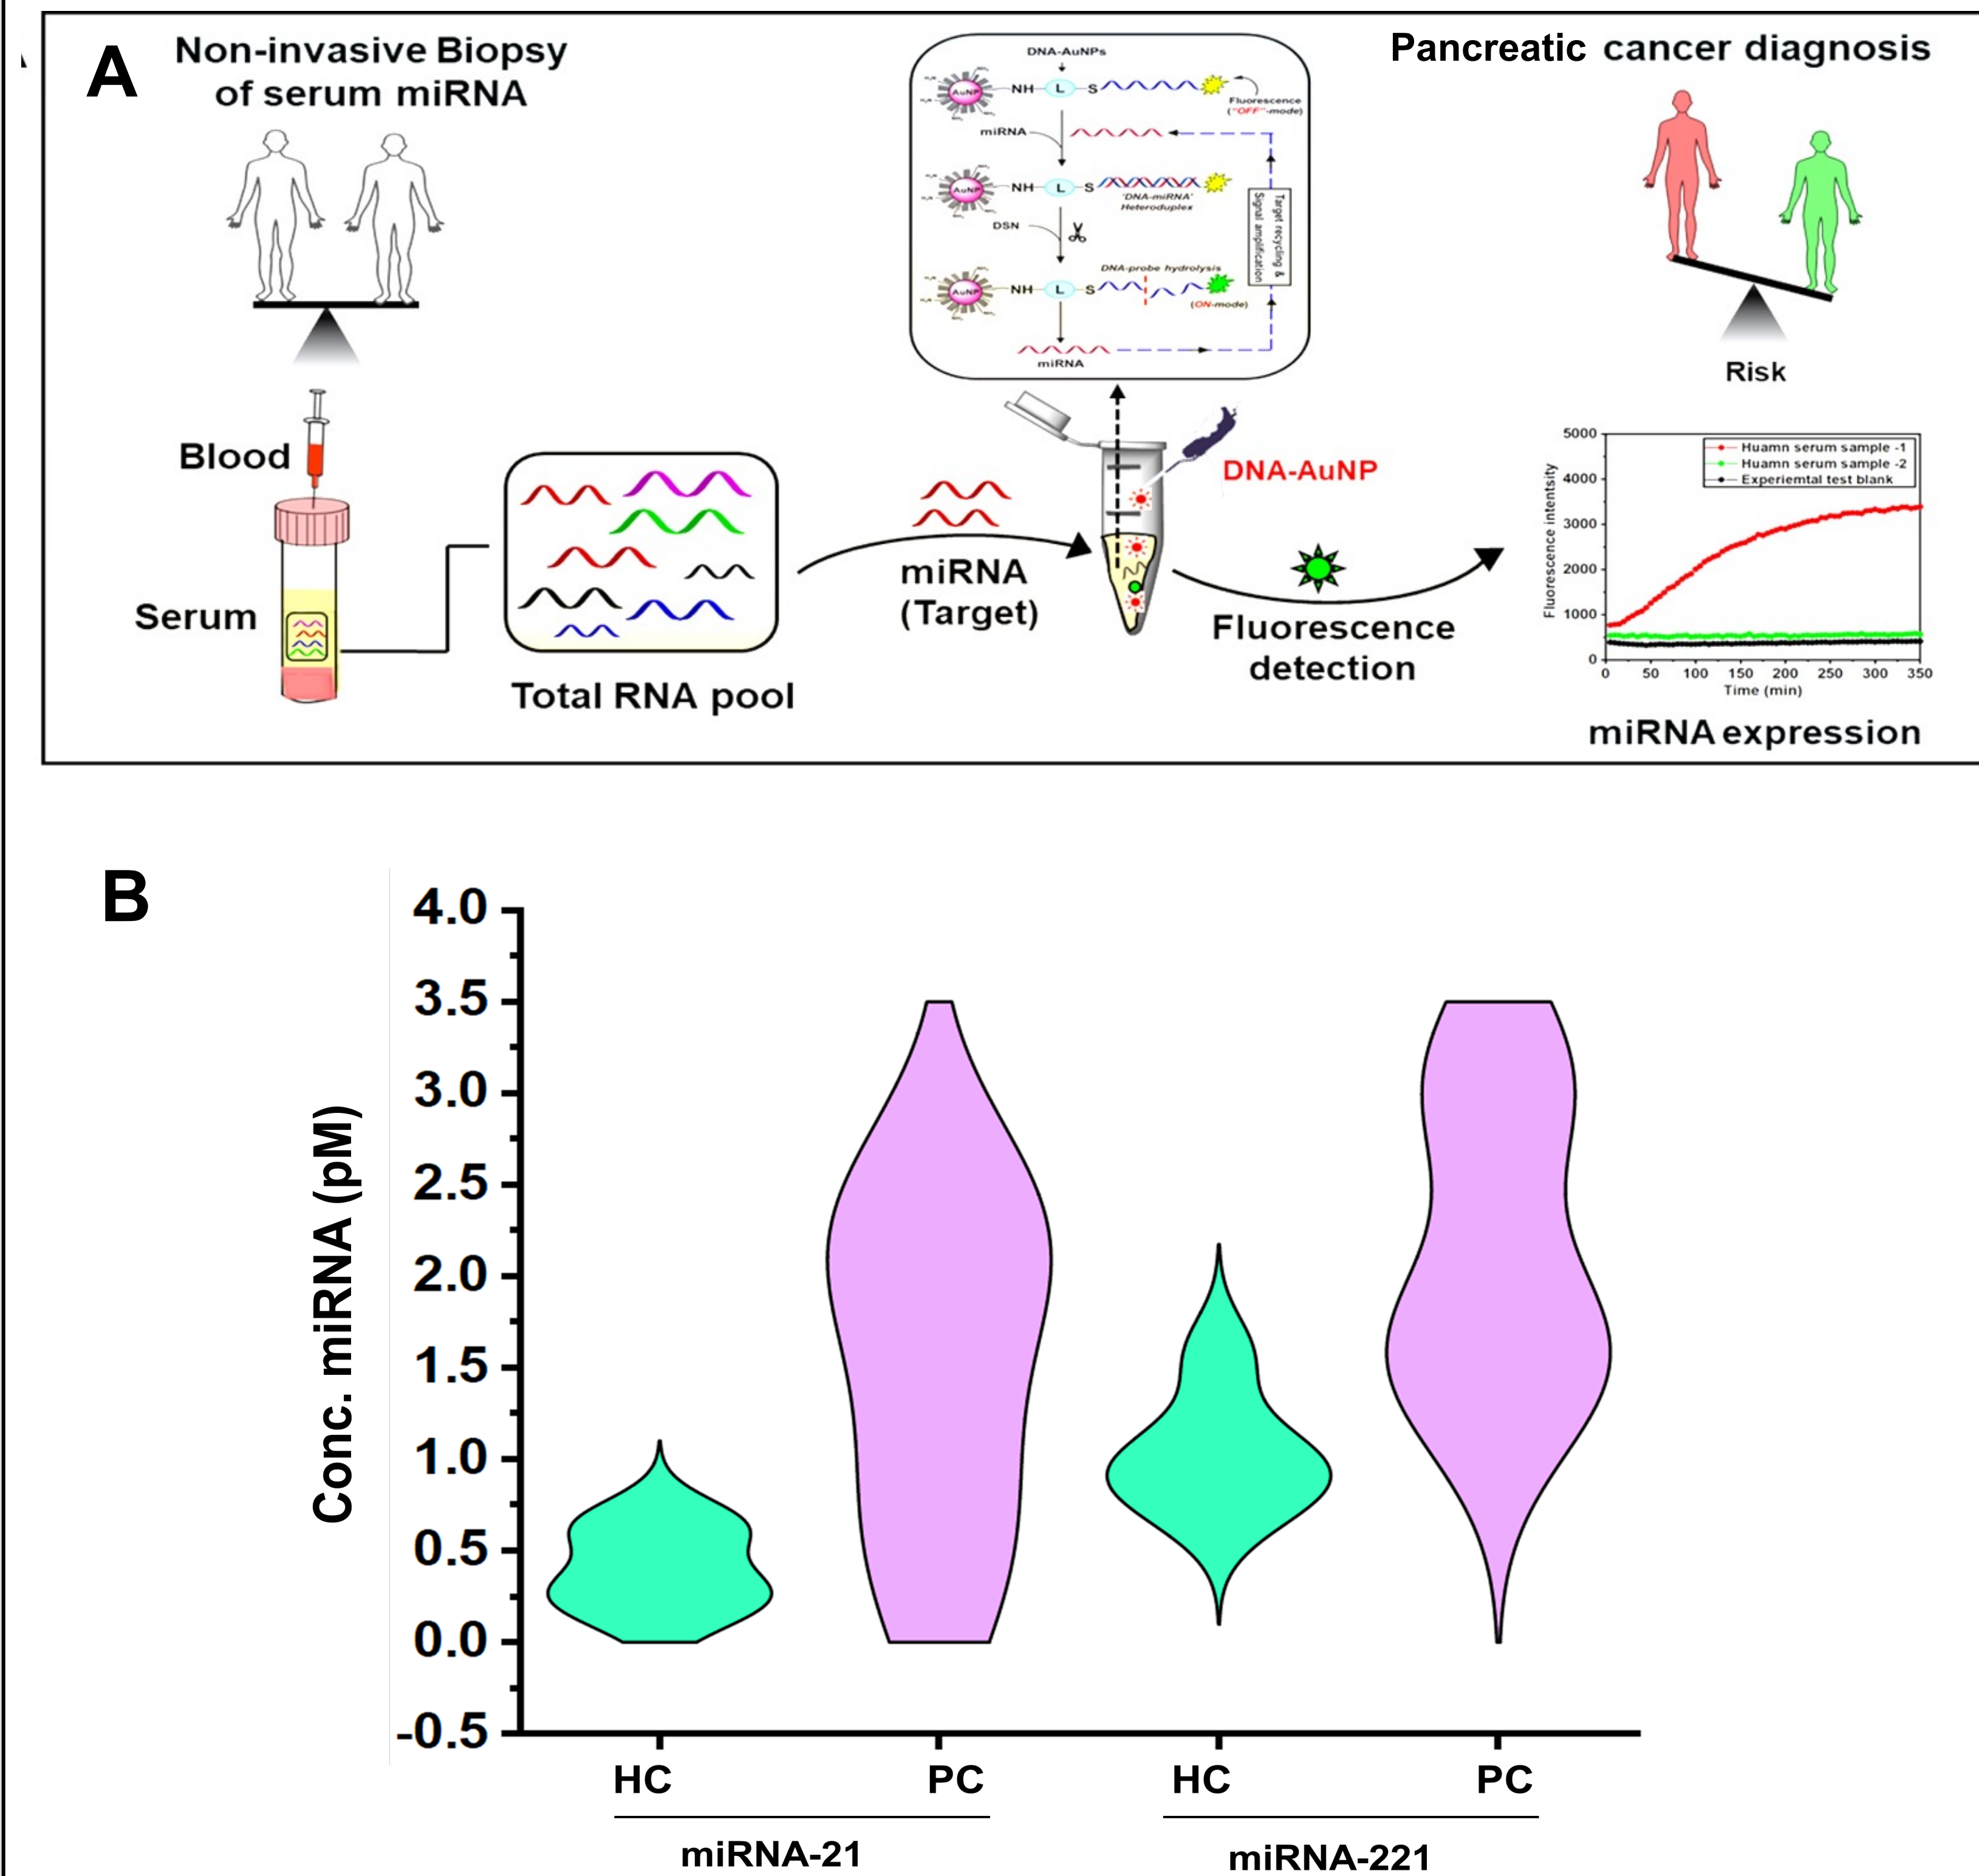 A
Non-invasive Biopsy
of serum miRNA
Blood
Serum
Total RNA pool
miRNA
(Target)
DNA-AuNPs
AuNP NH L S
Fluorescence
("OFF"-mode)
miRNA
AuNP NH L S
'DNA-miRNA'
Heteroduplex
DSN
DNA-probe hydrolysis
AuNP NH L S
(ON-mode)
miRNA
Target recycling &
Signal amplification
DNA-AuNP
Fluorescence
detection
Pancreatic cancer diagnosis
Risk
Fluorescence intentsity
5000
4000
3000
2000
1000
0
Huamn serum sample -1
Huamn serum sample -2
Experiemtal test blank
0 50 100 150 200 250 300 350
Time (min)
miRNA expression
B
Conc. miRNA (pM)
4.0
3.5
3.0
2.5
2.0
1.5
1.0
0.5
0.0
-0.5
HC PC HC PC
miRNA-21 miRNA-221